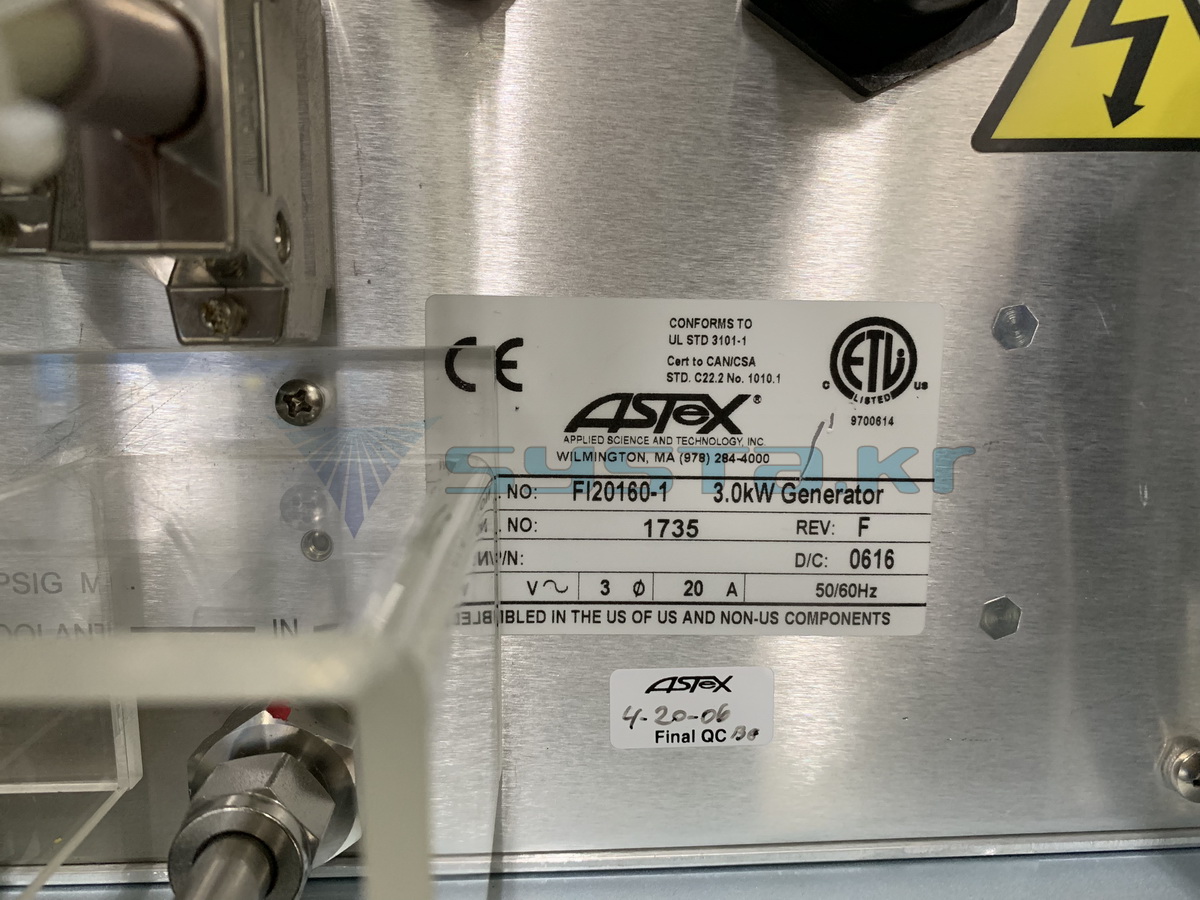 CE
CONFORMS TO
UL STD 3101-1
Cert to CAN/CSA
STD. C22.2 No. 1010.1
ETL
C US
LISTED
9700614
ASTeX®
APPLIED SCIENCE AND TECHNOLOGY, INC.
WILMINGTON, MA (978) 284-4000
systa.kr
NO: FI20160-1 3.0kW Generator
NO: 1735 REV: F
P/N: D/C: 0616
V 3 Ø 20 A 50/60Hz
IN THE US OF US AND NON-US COMPONENTS
PSIG
IN
ASTeX
4-20-06
Final QC